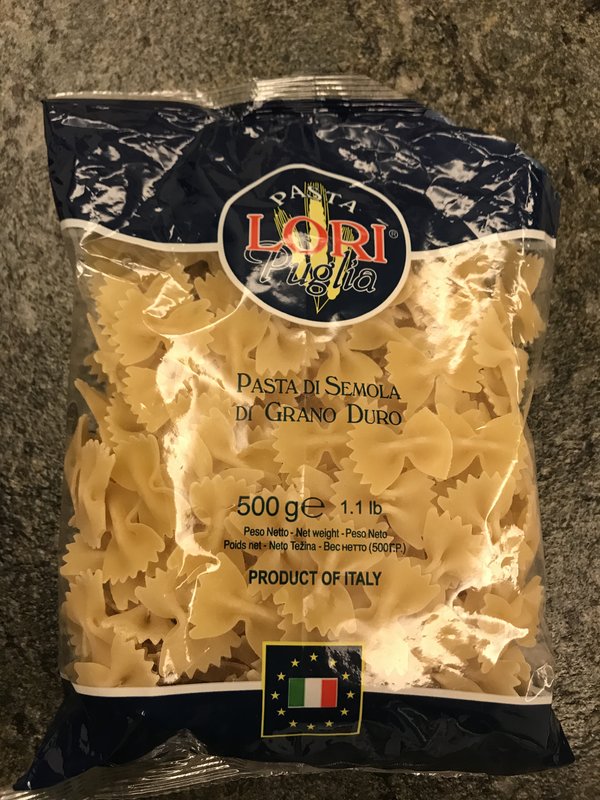 PASTA
LORI®
Puglia
PASTA DI SEMOLA
DI GRANO DURO
500 g ℮ 1.1 lb
Peso Netto - Net weight - Peso Neto
Poids net - Neto Težina - Вес нетто (500Г.Р.)
PRODUCT OF ITALY